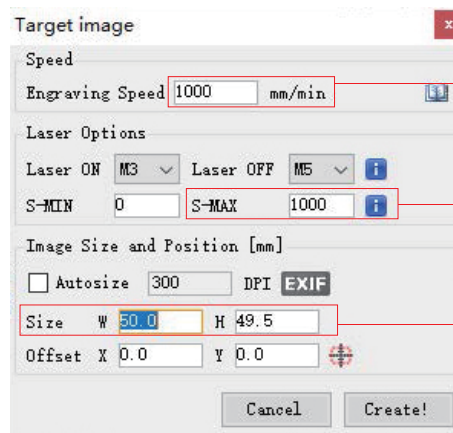 Target image x
Speed
Engraving Speed 1000 mm/min
Laser Options
Laser ON M3 Laser OFF M5 i
S-MIN 0 S-MAX 1000 i
Image Size and Position [mm]
Autosize 300 DPI EXIF
Size W 50.0 H 49.5
Offset X 0.0 Y 0.0
Cancel Create!